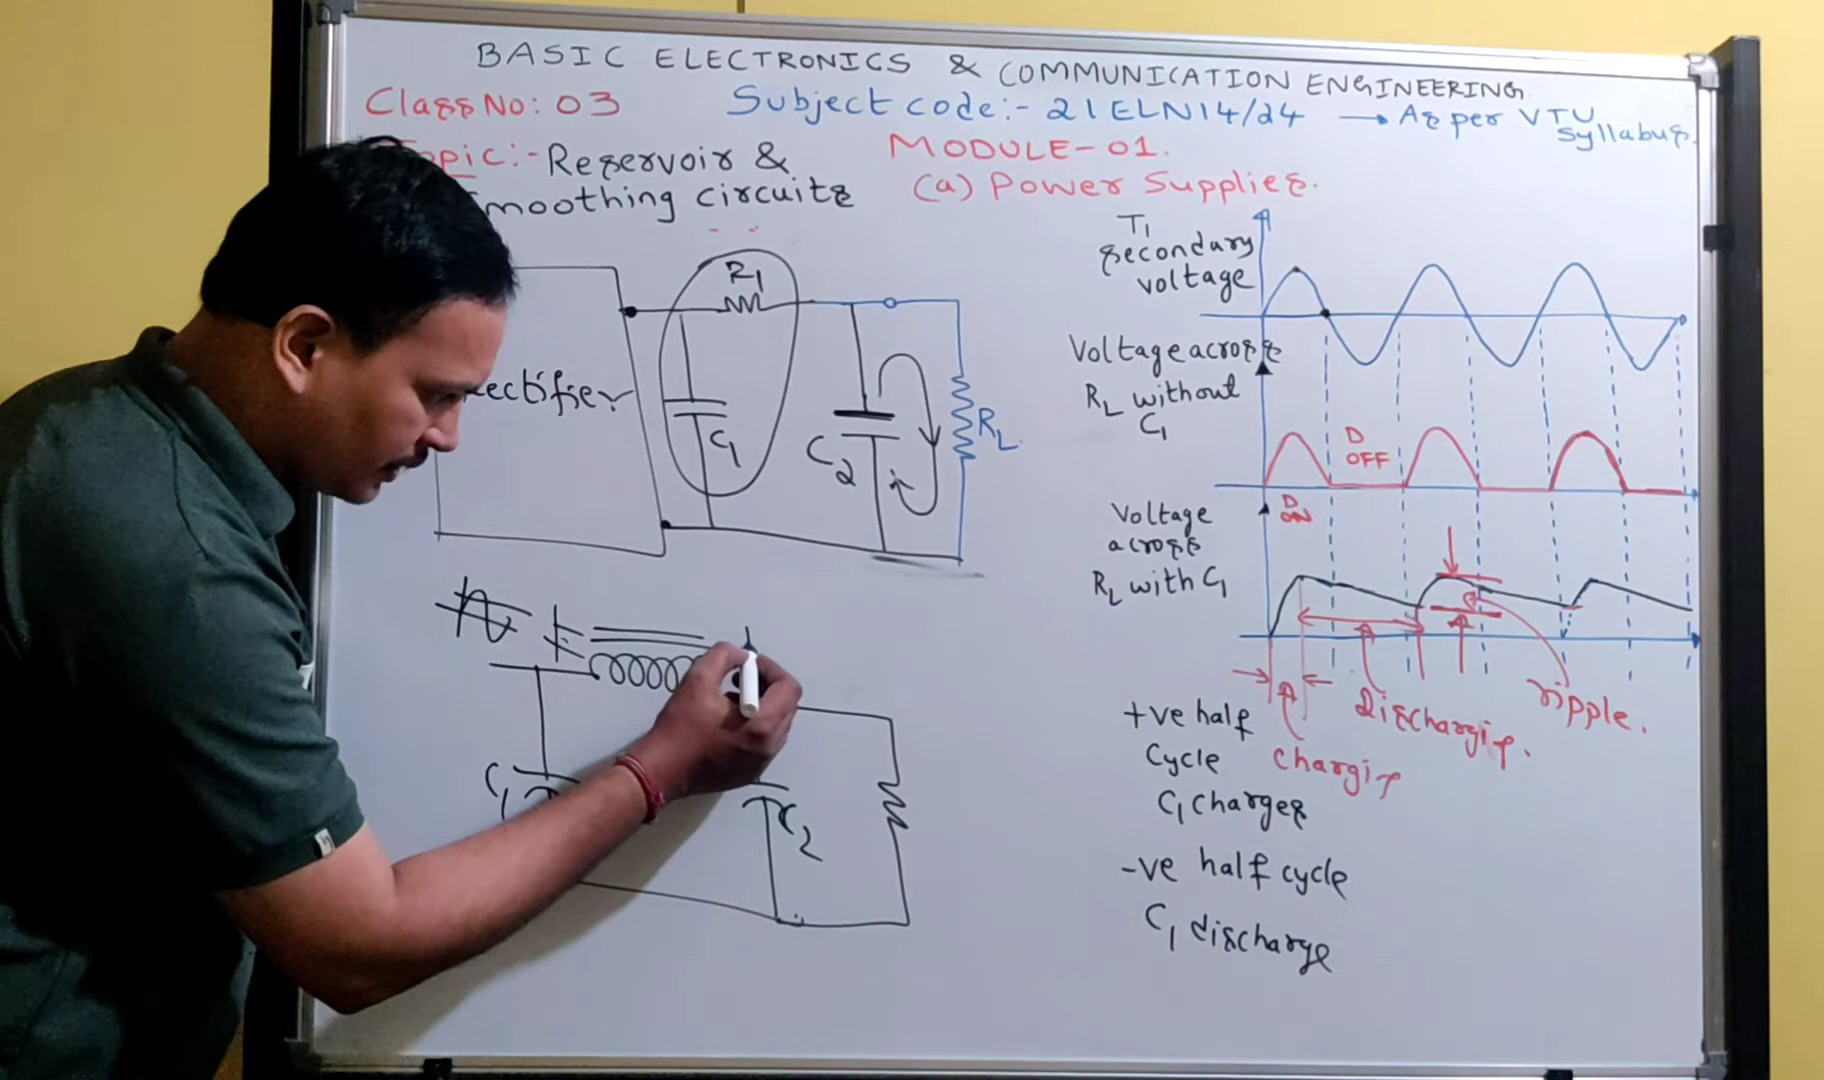 BASIC ELECTRONICS & COMMUNICATION ENGINEERING
Class No: 03 Subject code:- 21ELN14/24 → As per VTU
Syllabus.
Topic:- Reservoir & MODULE-01.
smoothing circuits (a) Power Supplies.
T1
secondary
voltage
R1
Voltage across
RL without
C1
Rectifier
C1
C2
i
RL
D
OFF
D
ON
Voltage
across
RL with C1
ripple.
Discharging.
charging
+ve half
cycle
C1 charges
-ve half cycle
C1 discharge
C1
C2